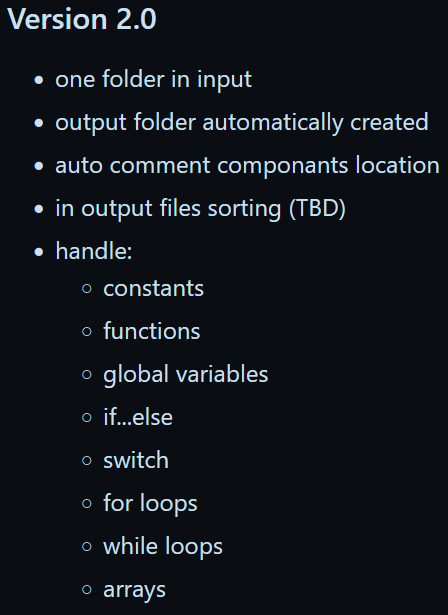 Version 2.0
one folder in input
output folder automatically created
auto comment componants location
in output files sorting (TBD)
handle:
constants
functions
global variables
if...else
switch
for loops
while loops
arrays